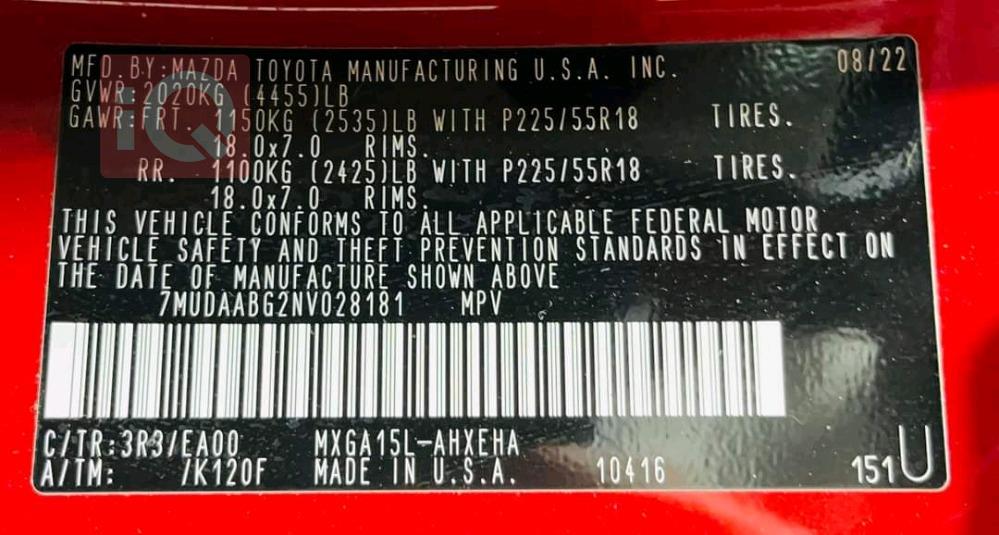 MFD.BY:MAZDA TOYOTA MANUFACTURING U.S.A. INC. 08/22
GVWR:2020KG (4455)LB
GAWR:FRT. 1150KG (2535)LB WITH P225/55R18 TIRES.
18.0x7.0 RIMS.
RR. 1100KG (2425)LB WITH P225/55R18 TIRES.
18.0x7.0 RIMS.
THIS VEHICLE CONFORMS TO ALL APPLICABLE FEDERAL MOTOR
VEHICLE SAFETY AND THEFT PREVENTION STANDARDS IN EFFECT ON
THE DATE OF MANUFACTURE SHOWN ABOVE
7MUDAABG2NV028181 MPV
C/TR:3R3/EA00 MXGA15L-AHXEHA
A/TM: /K120F MADE IN U.S.A. 10416 151U
iQ